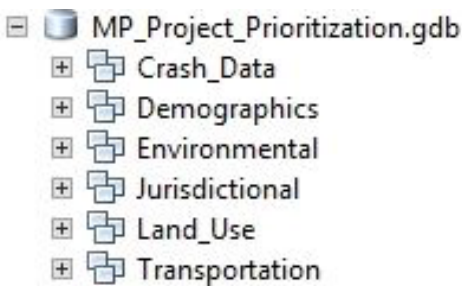 MP_Project_Prioritization.gdb
Crash_Data
Demographics
Environmental
Jurisdictional
Land_Use
Transportation